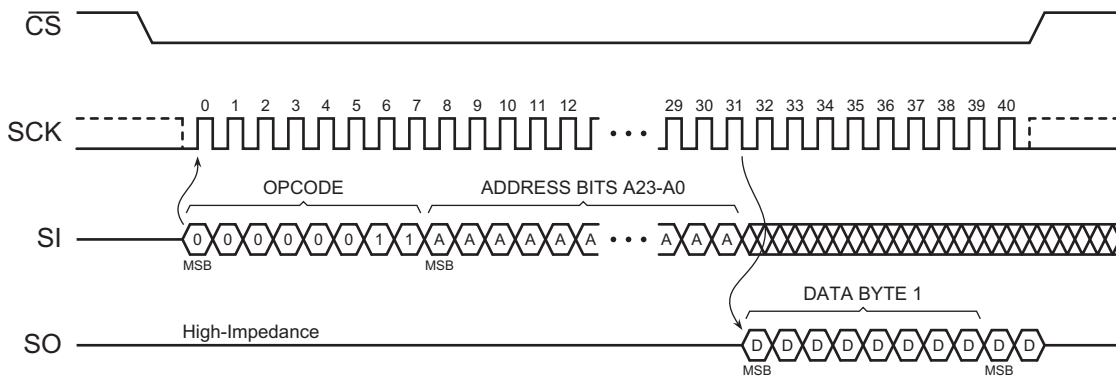 CS
0 1 2 3 4 5 6 7 8 9 10 11 12 29 30 31 32 33 34 35 36 37 38 39 40
SCK
OPCODE ADDRESS BITS A23-A0
SI 0 0 0 0 0 0 1 1 A A A A A A A A A
MSB MSB
DATA BYTE 1
High-Impedance
SO D D D D D D D D D D
MSB MSB